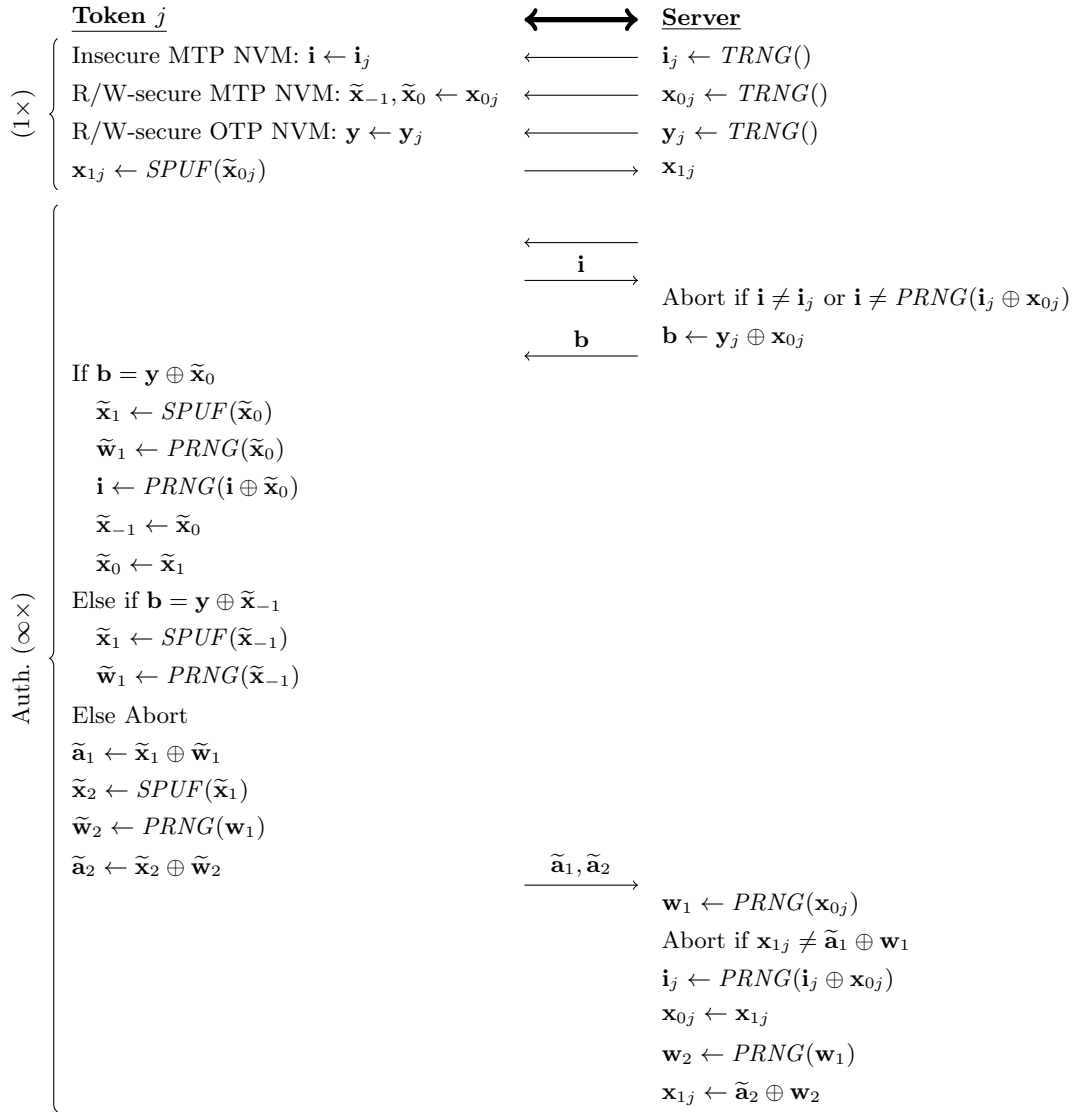 Token j Server
Insecure MTP NVM: i ← i_j i_j ← TRNG()
R/W-secure MTP NVM: x̃_{-1}, x̃_0 ← x_{0j} x_{0j} ← TRNG()
R/W-secure OTP NVM: y ← y_j y_j ← TRNG()
x_{1j} ← SPUF(x̃_{0j}) x_{1j}
(1×)
i
Abort if i ≠ i_j or i ≠ PRNG(i_j ⊕ x_{0j})
b b ← y_j ⊕ x_{0j}
If b = y ⊕ x̃_0
x̃_1 ← SPUF(x̃_0)
w̃_1 ← PRNG(x̃_0)
i ← PRNG(i ⊕ x̃_0)
x̃_{-1} ← x̃_0
x̃_0 ← x̃_1
Else if b = y ⊕ x̃_{-1}
x̃_1 ← SPUF(x̃_{-1})
w̃_1 ← PRNG(x̃_{-1})
Else Abort
Auth. (∞×)
ã_1 ← x̃_1 ⊕ w̃_1
x̃_2 ← SPUF(x̃_1)
w̃_2 ← PRNG(w_1)
ã_2 ← x̃_2 ⊕ w̃_2 ã_1, ã_2
w_1 ← PRNG(x_{0j})
Abort if x_{1j} ≠ ã_1 ⊕ w_1
i_j ← PRNG(i_j ⊕ x_{0j})
x_{0j} ← x_{1j}
w_2 ← PRNG(w_1)
x_{1j} ← ã_2 ⊕ w_2